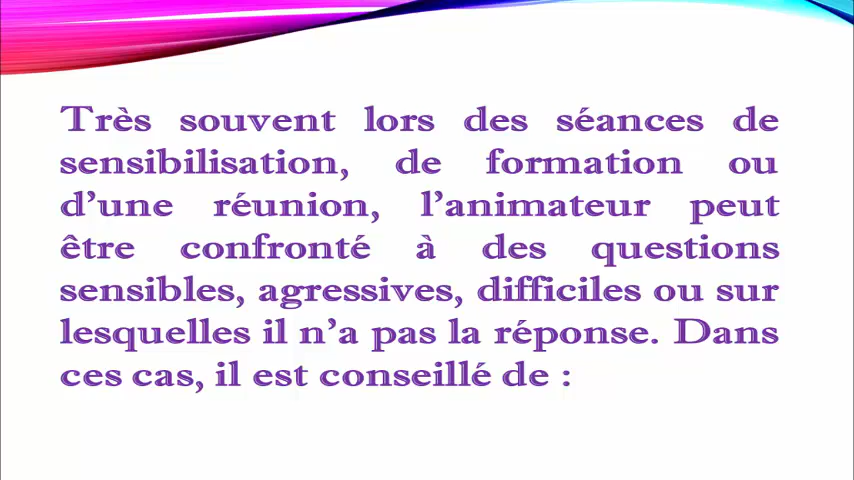 Très souvent lors des séances de
sensibilisation, de formation ou
d’une réunion, l’animateur peut
être confronté à des questions
sensibles, agressives, difficiles ou sur
lesquelles il n’a pas la réponse. Dans
ces cas, il est conseillé de :